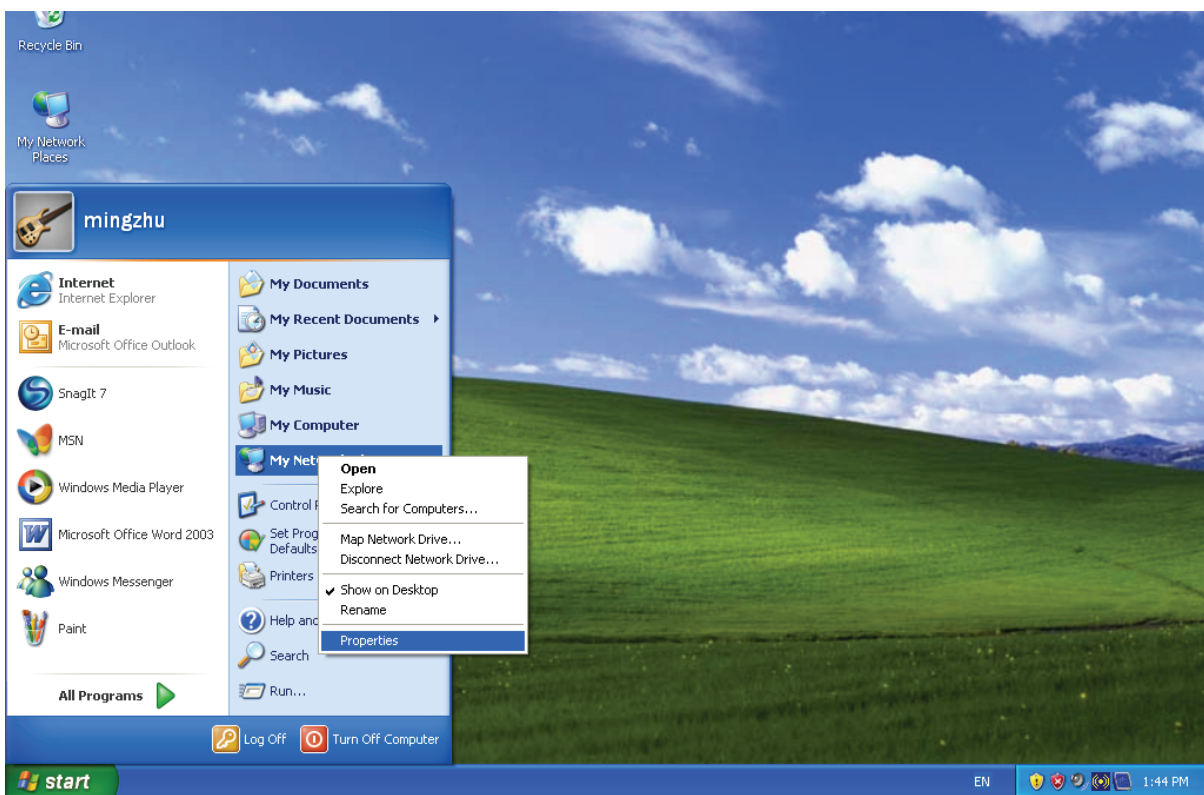 Recycle Bin
My Network
Places
mingzhu
Internet
Internet Explorer
E-mail
Microsoft Office Outlook
SnagIt 7
MSN
Windows Media Player
Microsoft Office Word 2003
Windows Messenger
Paint
All Programs
My Documents
My Recent Documents
My Pictures
My Music
My Computer
My Net
Control
Set Prog
Defaults
Printers
Help and
Search
Run...
Open
Explore
Search for Computers...
Map Network Drive...
Disconnect Network Drive...
Show on Desktop
Rename
Properties
Log Off
Turn Off Computer
start
EN
1:44 PM